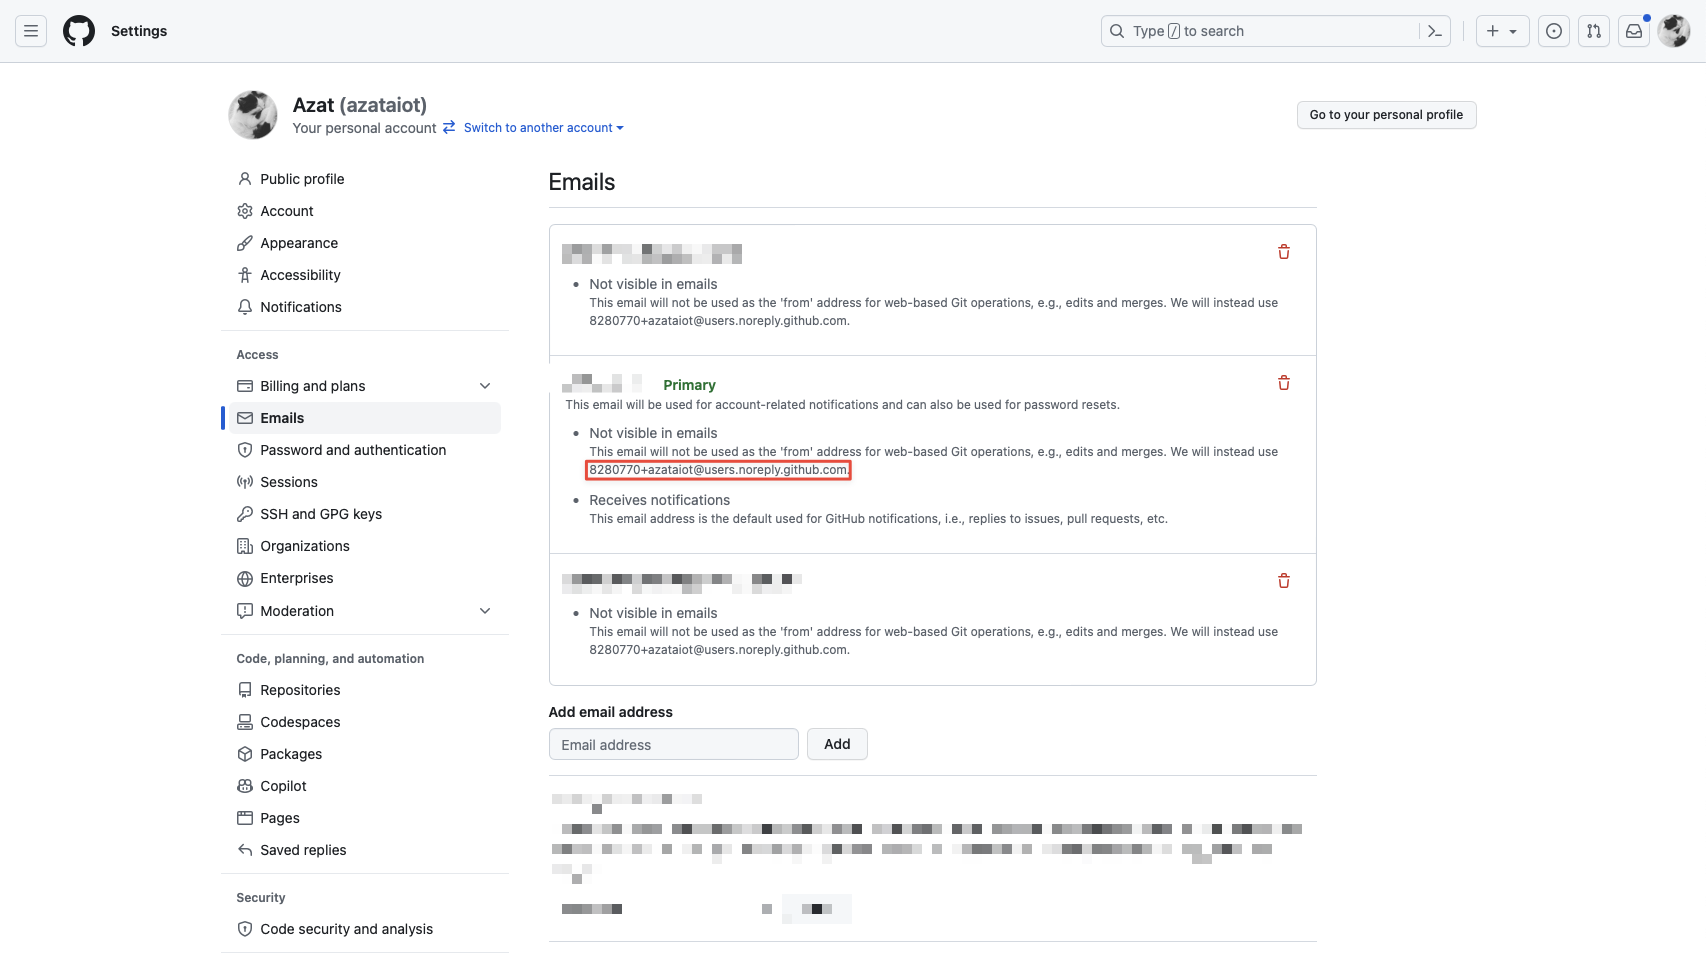 Settings
Type / to search
Azat (azataiot)
Your personal account Switch to another account
Go to your personal profile
Public profile
Account
Appearance
Accessibility
Notifications
Access
Billing and plans
Emails
Password and authentication
Sessions
SSH and GPG keys
Organizations
Enterprises
Moderation
Code, planning, and automation
Repositories
Codespaces
Packages
Copilot
Pages
Saved replies
Security
Code security and analysis
Emails
Not visible in emails
This email will not be used as the 'from' address for web-based Git operations, e.g., edits and merges. We will instead use
8280770+azataiot@users.noreply.github.com.
Primary
This email will be used for account-related notifications and can also be used for password resets.
Not visible in emails
This email will not be used as the 'from' address for web-based Git operations, e.g., edits and merges. We will instead use
8280770+azataiot@users.noreply.github.com.
Receives notifications
This email address is the default used for GitHub notifications, i.e., replies to issues, pull requests, etc.
Not visible in emails
This email will not be used as the 'from' address for web-based Git operations, e.g., edits and merges. We will instead use
8280770+azataiot@users.noreply.github.com.
Add email address
Email address
Add